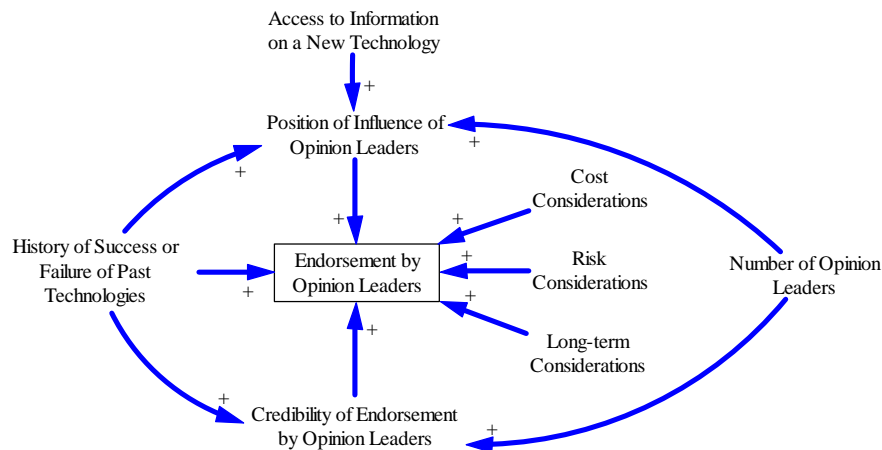 Access to Information
on a New Technology
+
Position of Influence of
Opinion Leaders
+
+
Cost
Considerations
+
+
History of Success or
Failure of Past
Technologies
+
Endorsement by
Opinion Leaders
+
Risk
Considerations
+
Number of Opinion
Leaders
+
Long-term
Considerations
+
Credibility of Endorsement
by Opinion Leaders
+